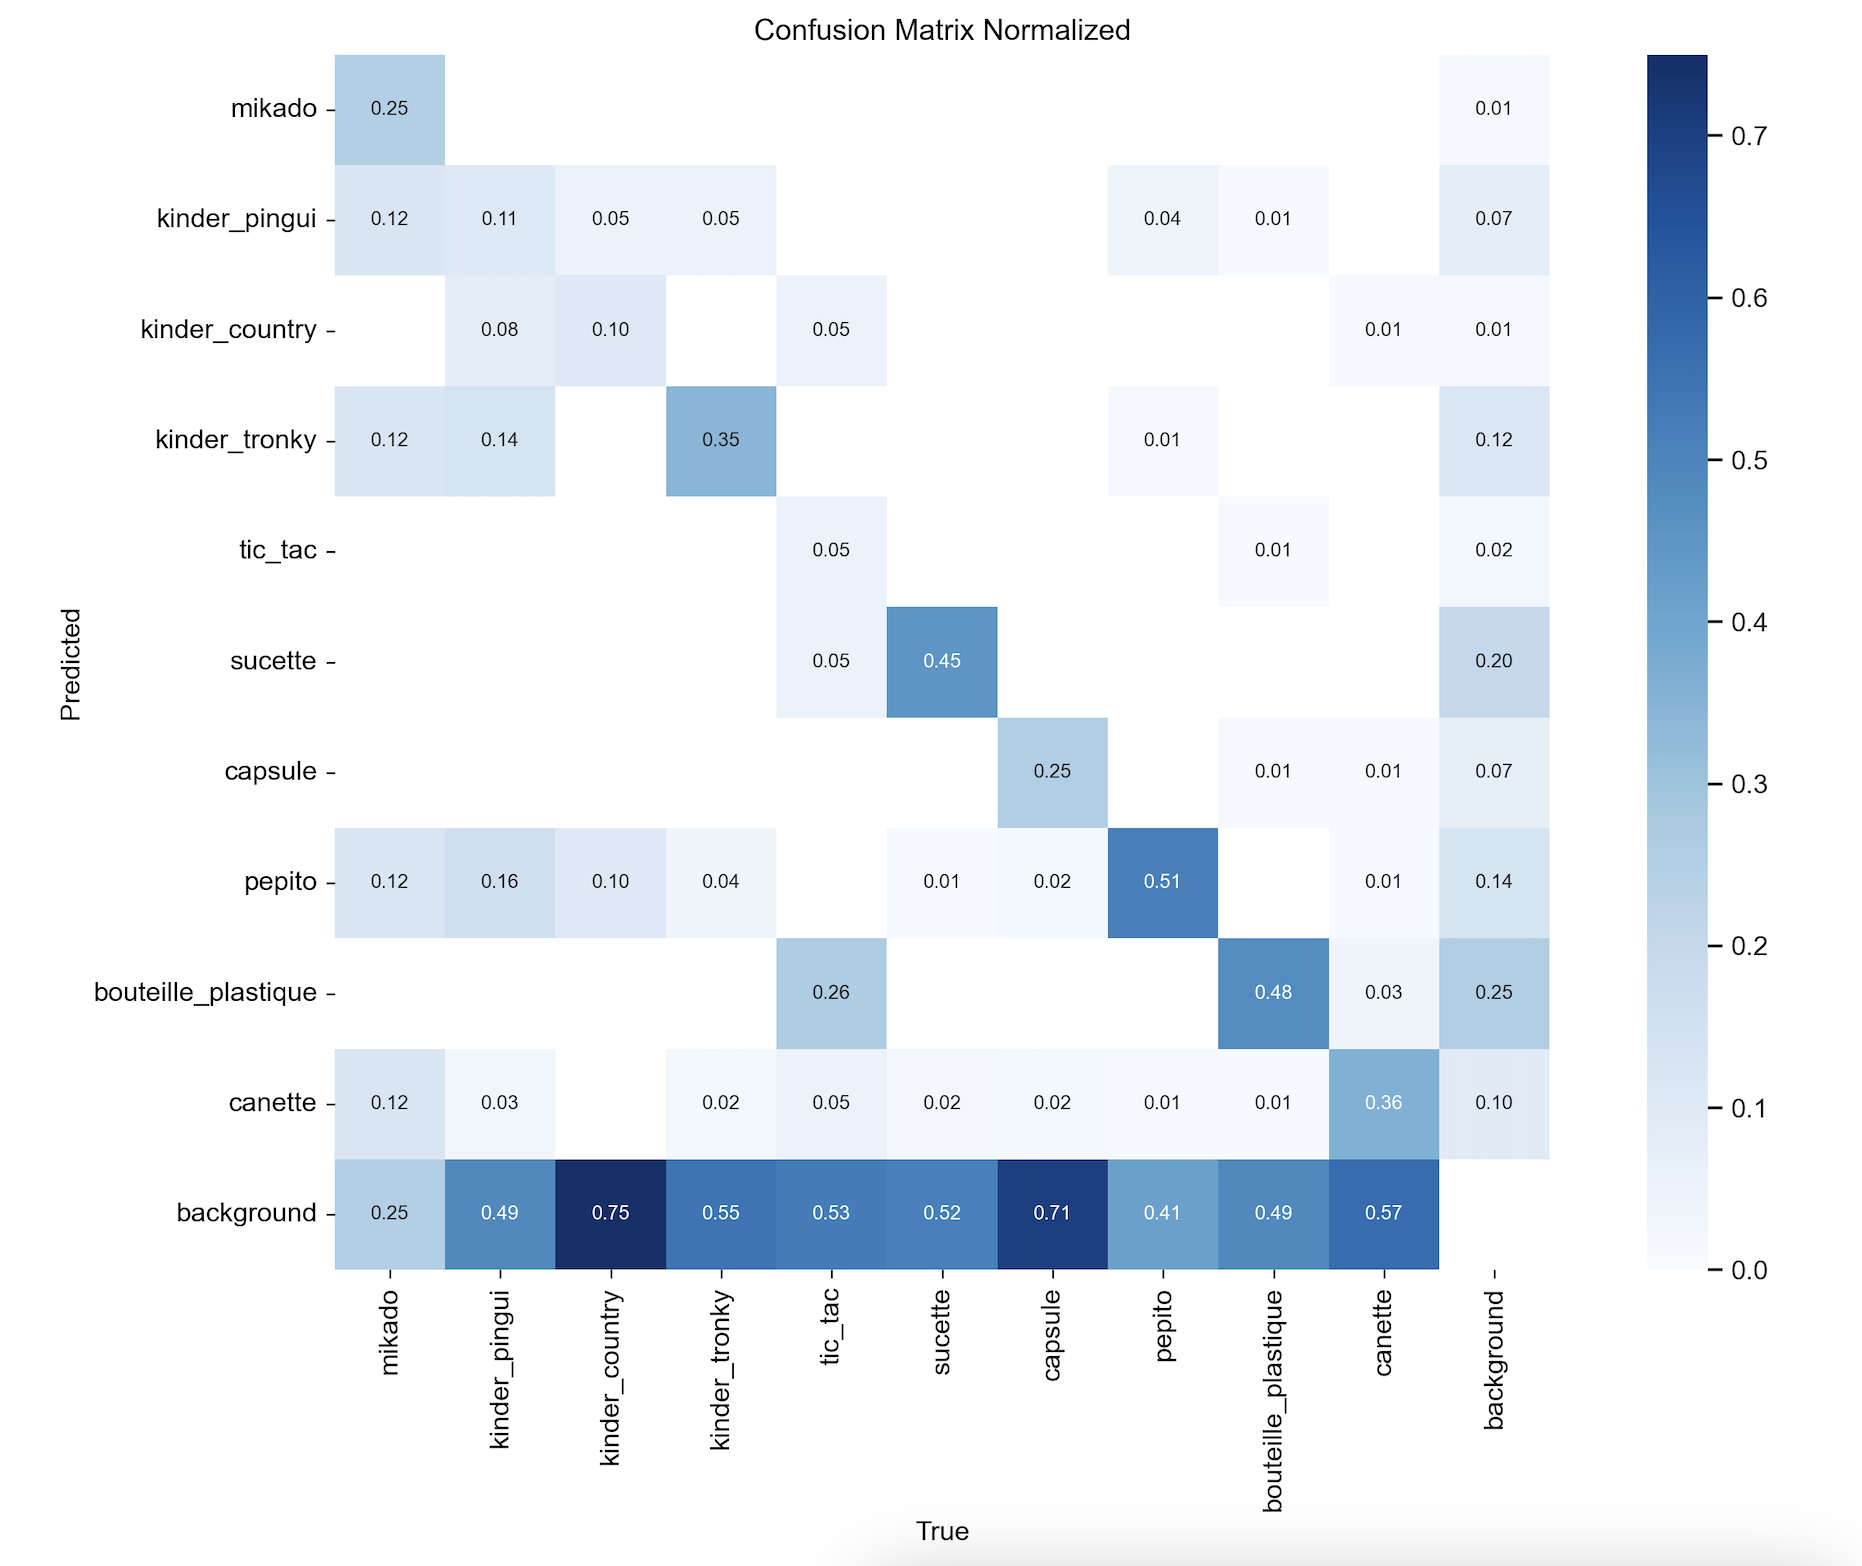 Confusion Matrix Normalized
mikado 0.25 0.01
kinder_pingui 0.12 0.11 0.05 0.05 0.04 0.01 0.07
kinder_country 0.08 0.10 0.05 0.01 0.01
kinder_tronky 0.12 0.14 0.35 0.01 0.12
tic_tac 0.05 0.01 0.02
sucette 0.05 0.45 0.20
capsule 0.25 0.01 0.01 0.07
pepito 0.12 0.16 0.10 0.04 0.01 0.02 0.51 0.01 0.14
bouteille_plastique 0.26 0.48 0.03 0.25
canette 0.12 0.03 0.02 0.05 0.02 0.02 0.01 0.01 0.36 0.10
background 0.25 0.49 0.75 0.55 0.53 0.52 0.71 0.41 0.49 0.57
Predicted
mikado
kinder_pingui
kinder_country
kinder_tronky
tic_tac
sucette
capsule
pepito
bouteille_plastique
canette
background
True
0.7
0.6
0.5
0.4
0.3
0.2
0.1
0.0